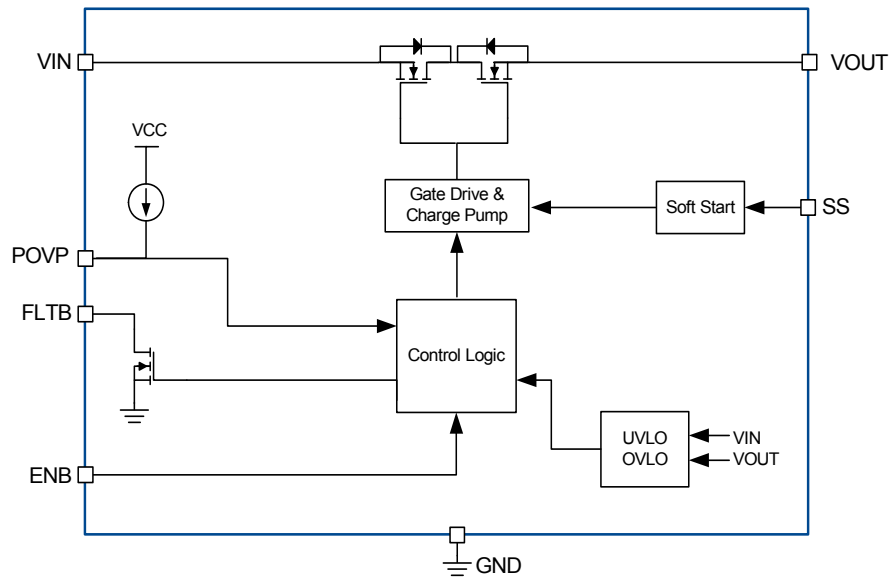 VIN
VOUT
VCC
Gate Drive &
Charge Pump
Soft Start
SS
POVP
FLTB
Control Logic
UVLO
OVLO
VIN
VOUT
ENB
GND